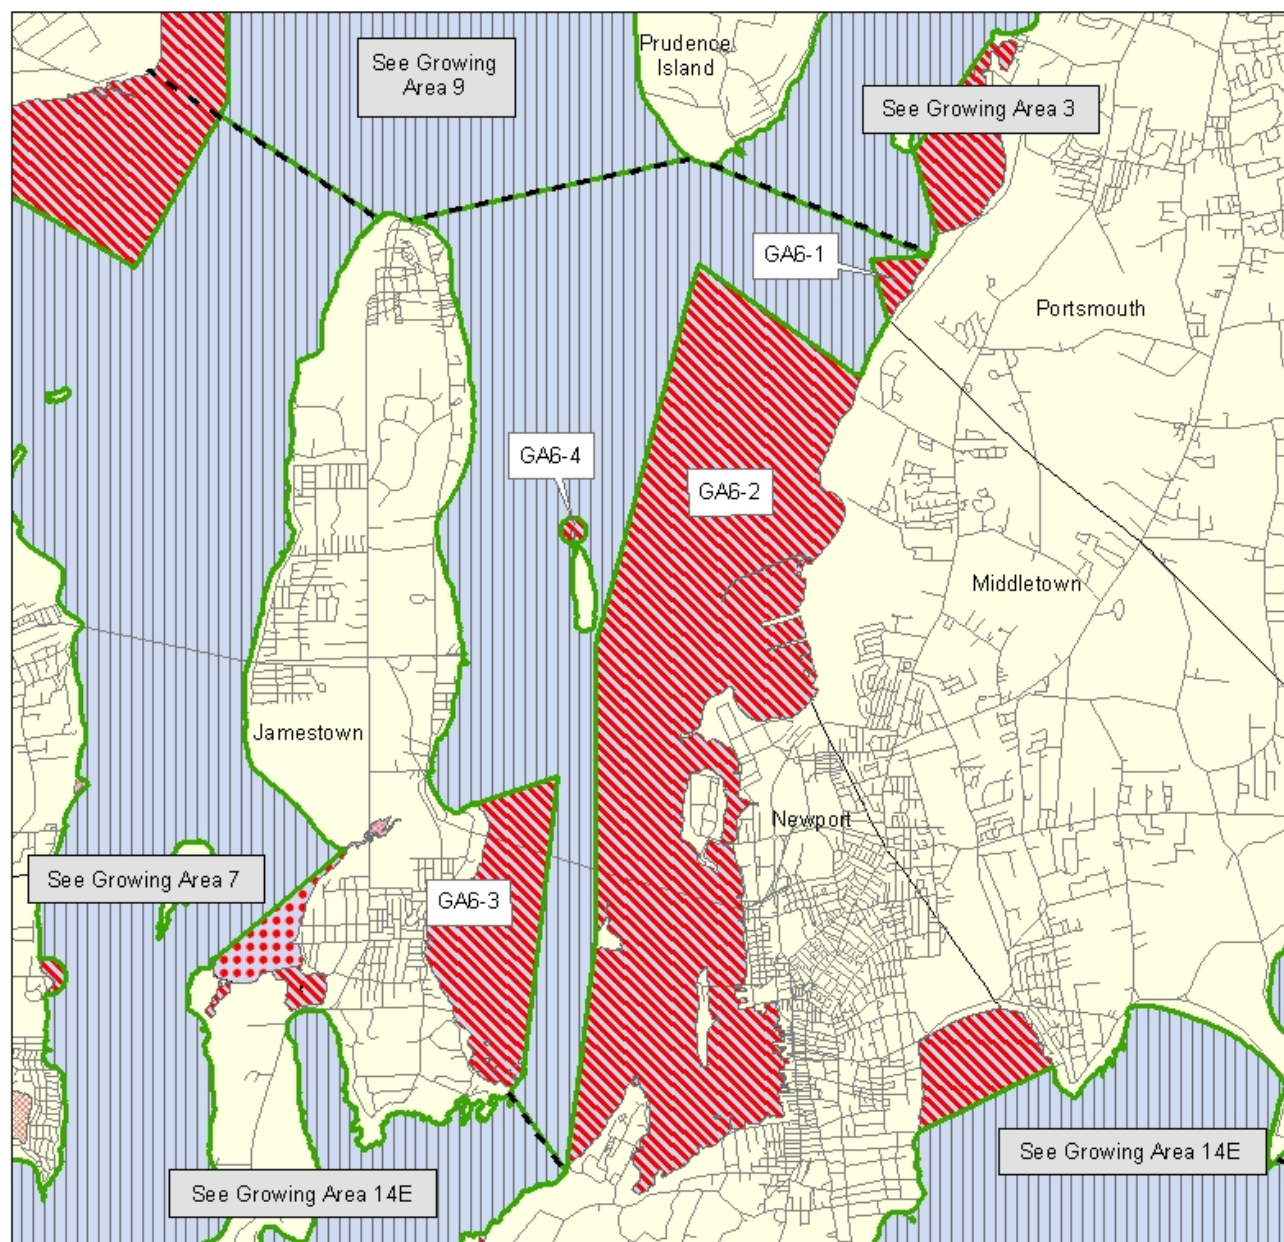 See Growing
Area 9
Prudence
Island
See Growing Area 3
GA6-1
Portsmouth
GA6-4
GA6-2
Middletown
Jamestown
Newport
See Growing Area 7
GA6-3
See Growing Area 14E
See Growing Area 14E